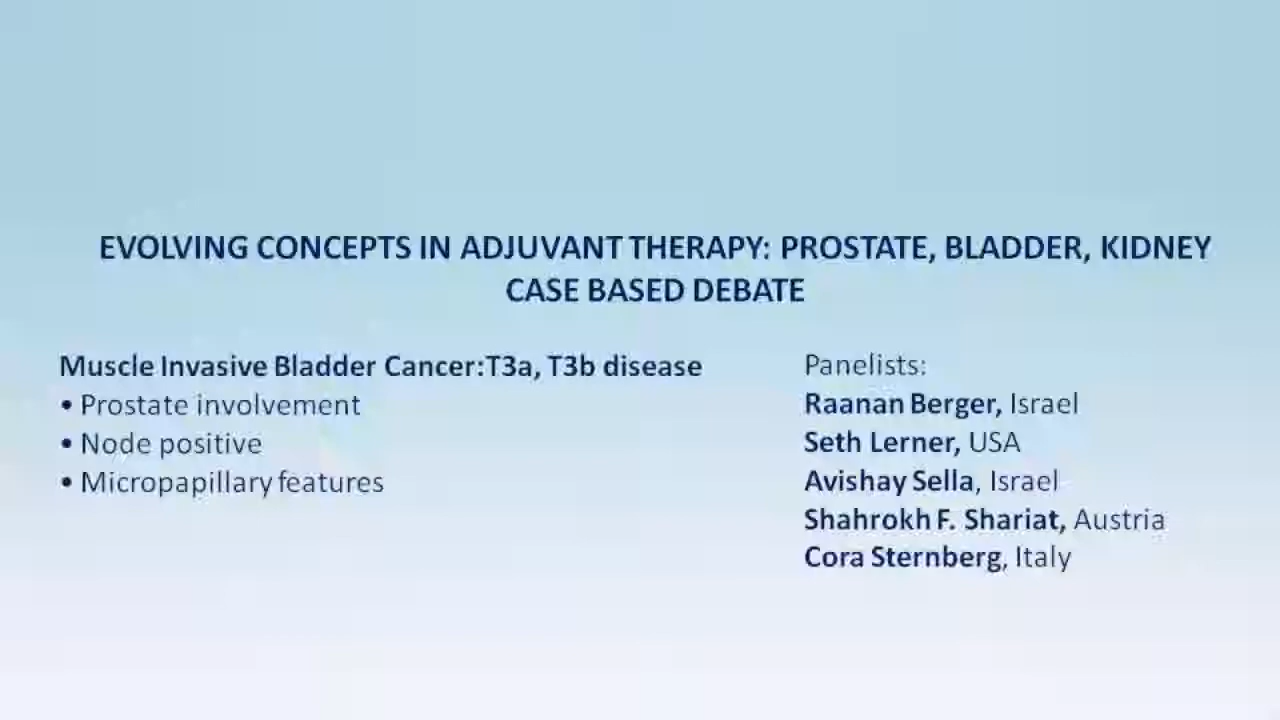 EVOLVING CONCEPTS IN ADJUVANT THERAPY: PROSTATE, BLADDER, KIDNEY
CASE BASED DEBATE
Muscle Invasive Bladder Cancer:T3a, T3b disease
• Prostate involvement
• Node positive
• Micropapillary features
Panelists:
Raanan Berger, Israel
Seth Lerner, USA
Avishay Sella, Israel
Shahrokh F. Shariat, Austria
Cora Sternberg, Italy